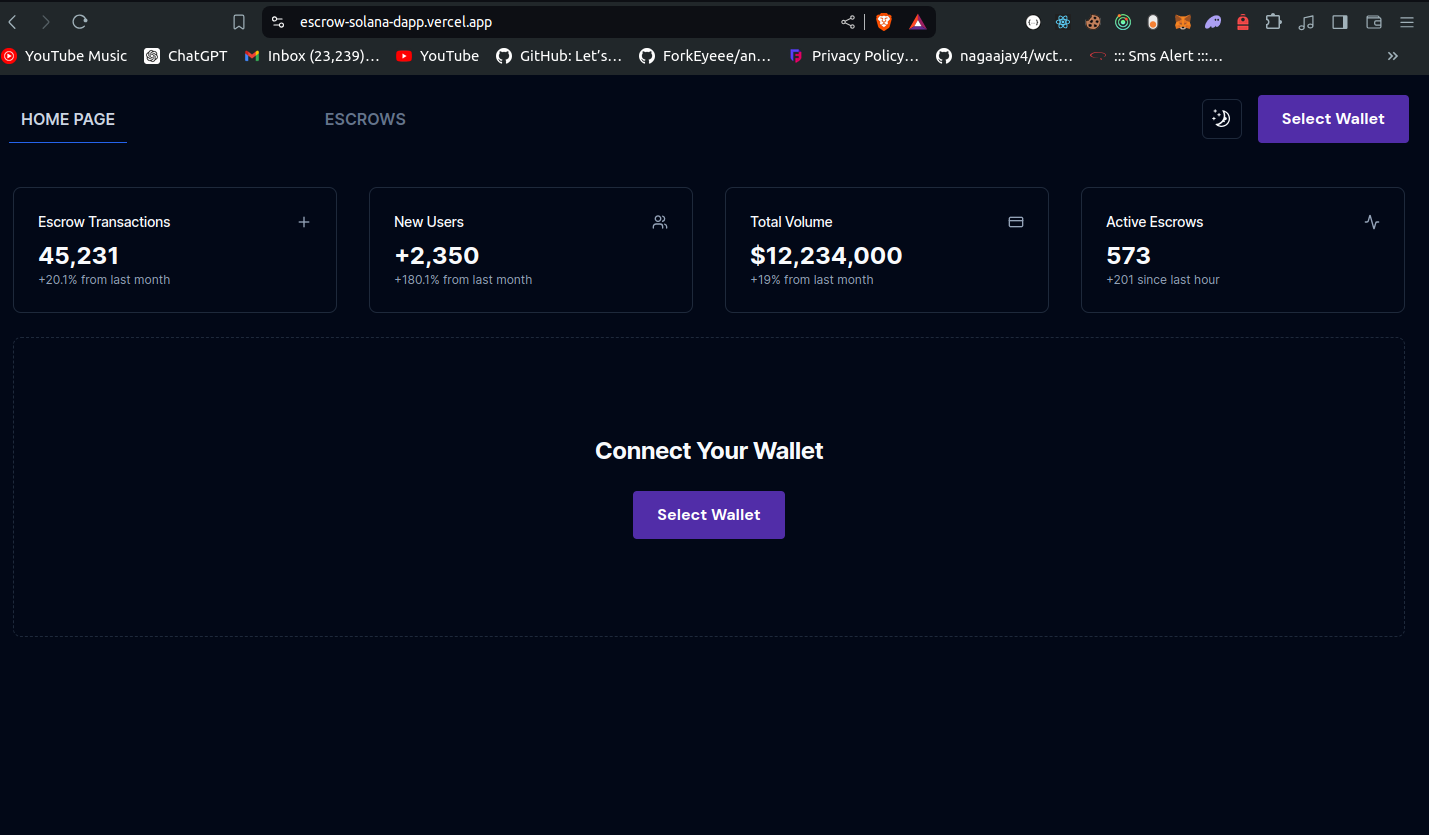 escrow-solana-dapp.vercel.app
YouTube Music ChatGPT Inbox (23,239)... YouTube GitHub: Let's... ForkEyeee/an... Privacy Policy... nagaajay4/wct... ::: Sms Alert :::... »
HOME PAGE ESCROWS Select Wallet
Escrow Transactions New Users Total Volume Active Escrows
45,231 +2,350 $12,234,000 573
+20.1% from last month +180.1% from last month +19% from last month +201 since last hour
Connect Your Wallet
Select Wallet